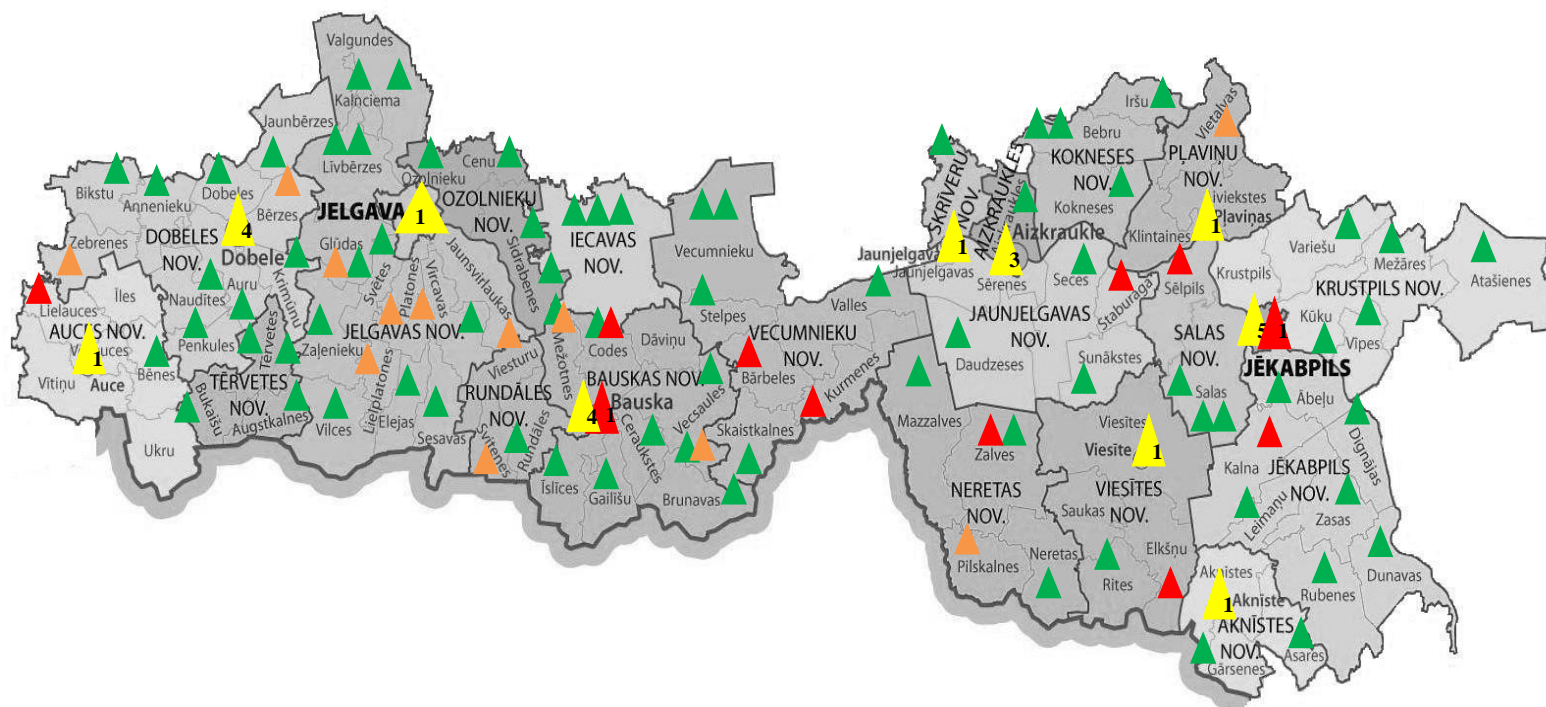 Valgundes
Kalnciema
Jaunbērzes
Līvbērzes
Bikstu
Annenieku
Dobeles
Bērzes
Zebrenes
DOBELES
NOV.
4
Dobele
Auru
Naudītes
Krimūnu
Penkules
Īles
Lielauces
AUCES NOV.
1
Vītiņu
Auce
Bēnes
Ukru
Bukaišu
TĒRVETES
NOV.
Tērvetes
Augstkalnes
JELGAVA
1
Ozolnieku
Cenu
OZOLNIEKU
NOV.
Sidrabenes
Glūdas
Svētes
Platones
Vircavas
Jaunsvirlaukas
JELGAVAS NOV.
Zaļenieku
Lielplatones
Viesturu
Vilces
Elejas
Sesavas
RUNDĀLES
NOV.
Svitenes
Rundāles
IECAVAS
NOV.
Mežotnes
Codes
Dāviņu
BAUSKAS NOV.
Bauska
4
1
Ceraukstes
Vecsaules
Īslīces
Gailīšu
Brunavas
Vecumnieku
Stelpes
VECUMNIEKU
NOV.
Bārbeles
Kurmenes
Skaistkalnes
Valles
SKRĪVERU
NOV.
AIZKRAUKLES
NOV.
Aizkraukle
3
Jaunjelgava
1
Jaunjelgavas
Sērenes
Seces
Staburaga
JAUNJELGAVAS
NOV.
Daudzeses
Sunākstes
Iršu
Bebru
KOKNESES
NOV.
Kokneses
Vietalvas
PĻAVIŅU
NOV.
Pļaviņas
1
Klintaines
Sēlpils
SALAS
NOV.
Salas
Variešu
Mežāres
Atašienes
Krustpils
KRUSTPILS NOV.
Kūku
Vīpes
5
1
JĒKABPILS
Ābeļu
Dignājas
Kalna
JĒKABPILS
NOV.
Leimaņu
Zasas
Dunavas
Rubenes
Mazzalves
Zalves
NERETAS
NOV.
Pilskalnes
Neretas
Viesītes
Viesīte
1
VIESĪTES
NOV.
Saukas
Elkšņu
Rites
Aknīstes
Aknīste
1
AKNĪSTES
NOV.
Gārsenes
Asares